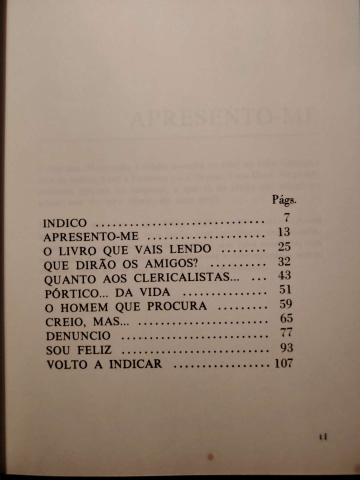 APRESENTO-ME
Págs.
INDICO ........................ 7
APRESENTO-ME ................. 13
O LIVRO QUE VAIS LENDO ........... 25
QUE DIRÃO OS AMIGOS? ............ 32
QUANTO AOS CLERICALISTAS... .... 43
PÓRTICO... DA VIDA ............... 51
O HOMEM QUE PROCURA .......... 59
CREIO, MAS... ..................... 65
DENUNCIO ....................... 77
SOU FELIZ ........................ 93
VOLTO A INDICAR ................ 107
11